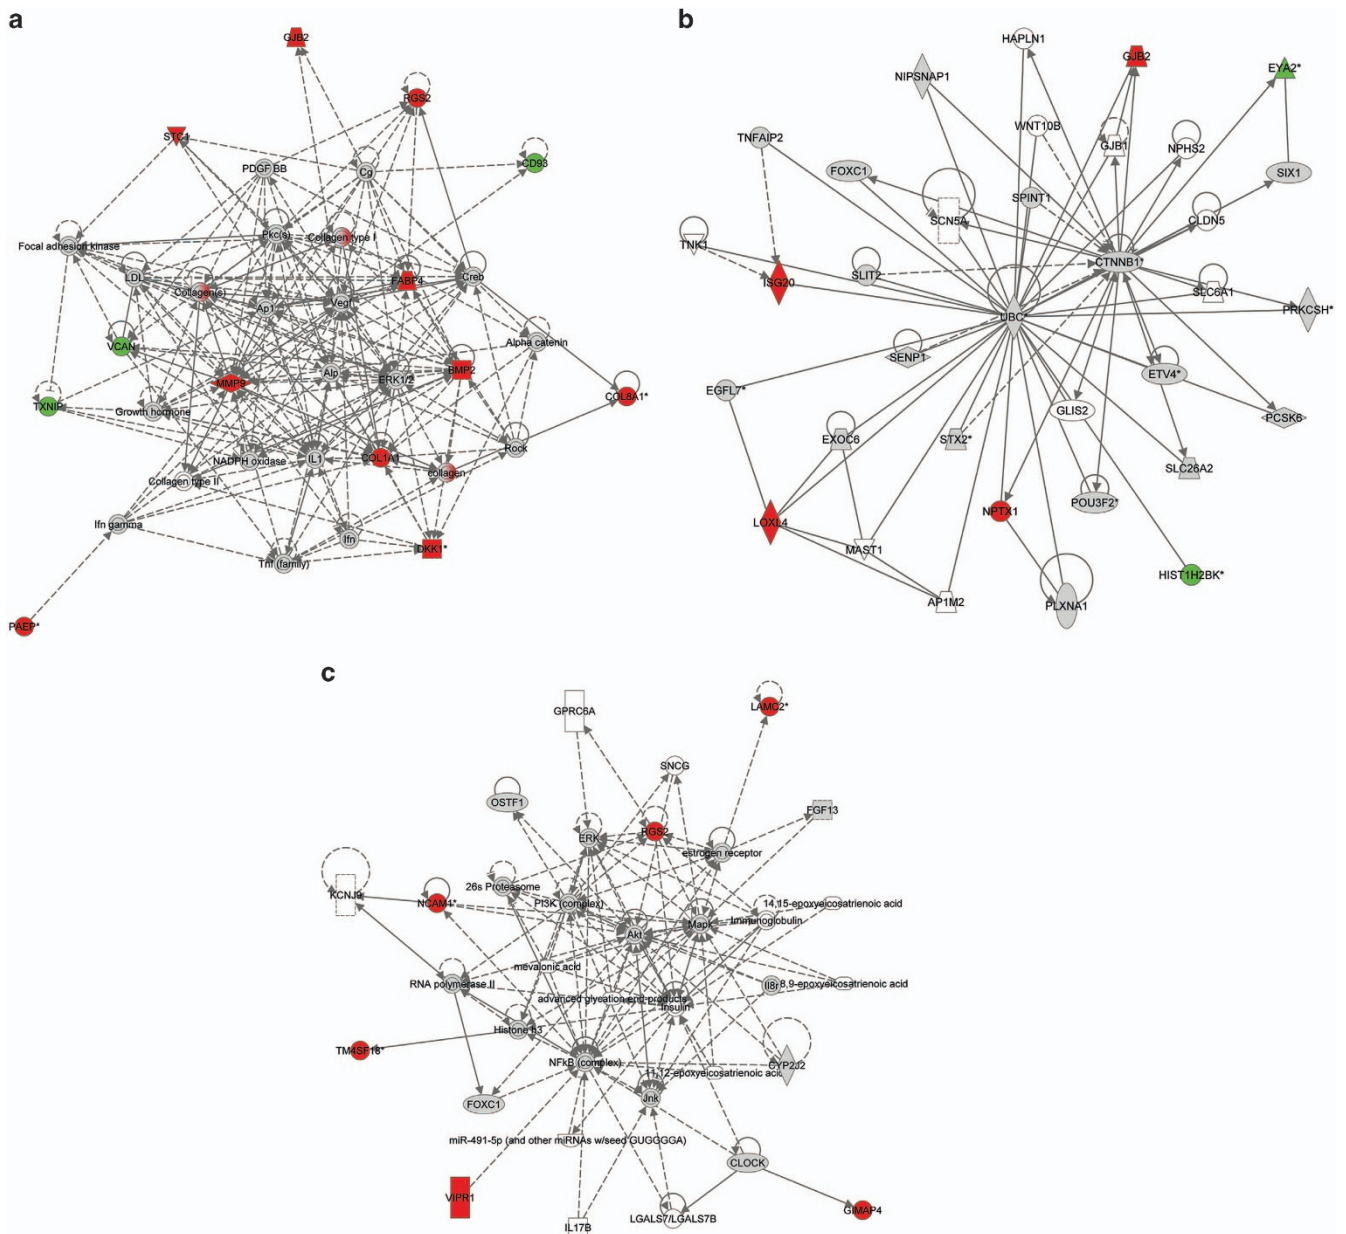 a
GJB2
RGS2
STC1
CD93
PDGF BB
Cg
Pkc(s)
Collagen type I
Focal adhesion kinase
LDL
Collagen(s)
FABP4
Creb
Ap1
Vegf
VCAN
Alpha catenin
MMP9
Alp
ERK1/2
BMP2
COL8A1*
TXNIP
Growth hormone
NADPH oxidase
IL1
COL1A1
Rock
Collagen type II
collagen
Ifn gamma
Ifn
DKK1*
Tnf (family)
PAEP*
b
HAPLN1
GJB2
EYA2*
NIPSNAP1
WNT10B
TNFAIP2
GJB1
NPHS2
FOXC1
SIX1
SPINT1
SCN5A
CLDN5
TNK1
CTNNB1*
ISG20
SLIT2
SLC6A1
PRKCSH*
UBC*
SENP1
ETV4*
EGFL7*
GLIS2
PCSK6
EXOC6
STX2*
SLC26A2
POU3F2*
LOXL4
NPTX1
MAST1
HIST1H2BK*
AP1M2
PLXNA1
c
GPRC6A
LAMC2*
SNCG
OSTF1
FGF13
ERK
RGS2
estrogen receptor
26s Proteasome
KCNJ9
NCAM1*
PI3K (complex)
14,15-epoxyeicosatrienoic acid
Immunoglobulin
Mapk
Akt
mevalonic acid
RNA polymerase II
Il8r
8,9-epoxyeicosatrienoic acid
advanced glycation end-products
Insulin
Histone h3
TM4SF18*
NFkB (complex)
CYP2J2
11,12-epoxyeicosatrienoic acid
Jnk
FOXC1
miR-491-5p (and other miRNAs w/seed GUGGGGA)
CLOCK
VIPR1
GIMAP4
LGALS7/LGALS7B
IL17B